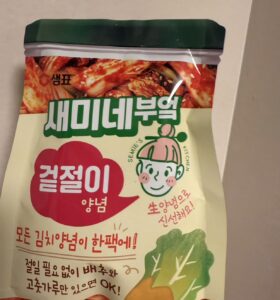 샘표
새미네부엌
SEMIE'S KITCHEN
겉절이
양념
生양념으로
신선해요!
모든 김치양념이 한팩에!
절일 필요 없이 배추와
고춧가루만 있으면 OK!